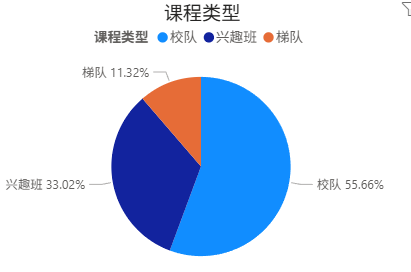 课程类型
课程类型 校队 兴趣班 梯队
梯队 11.32%
兴趣班 33.02%
校队 55.66%